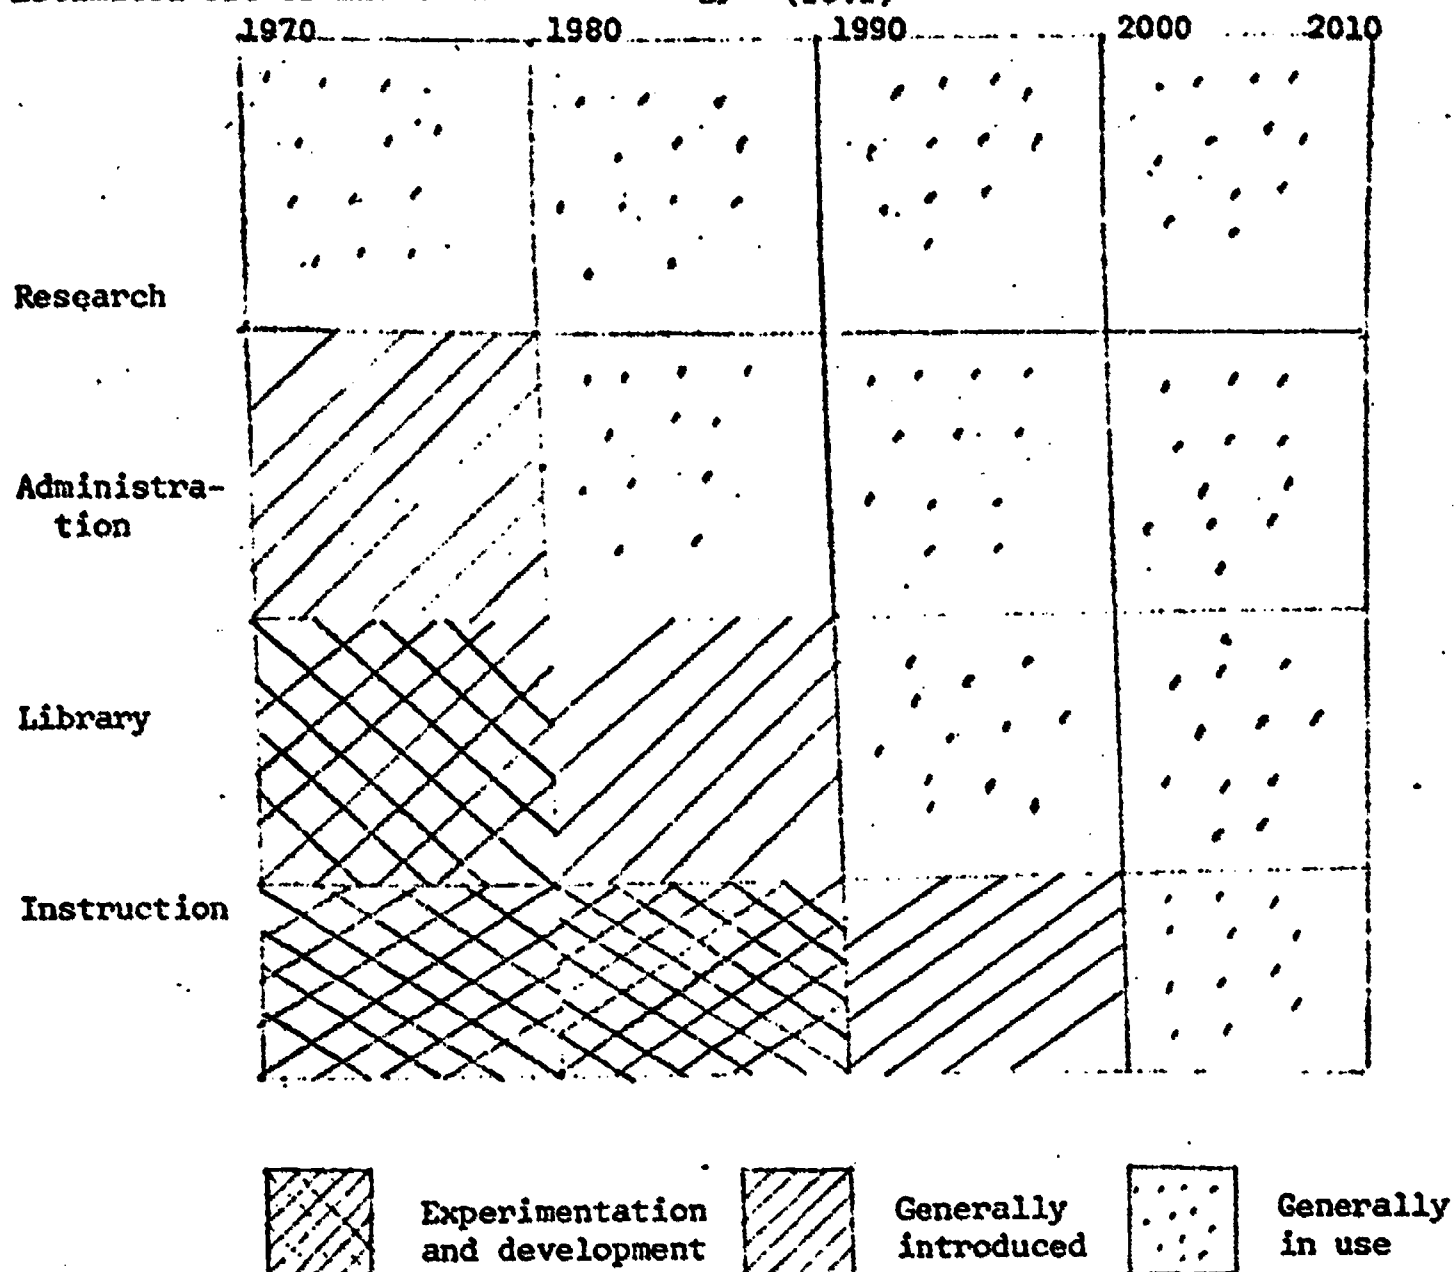 1970 1980 1990 2000 2010
Research
Administra-
tion
Library
Instruction
Experimentation Generally Generally
and development introduced in use